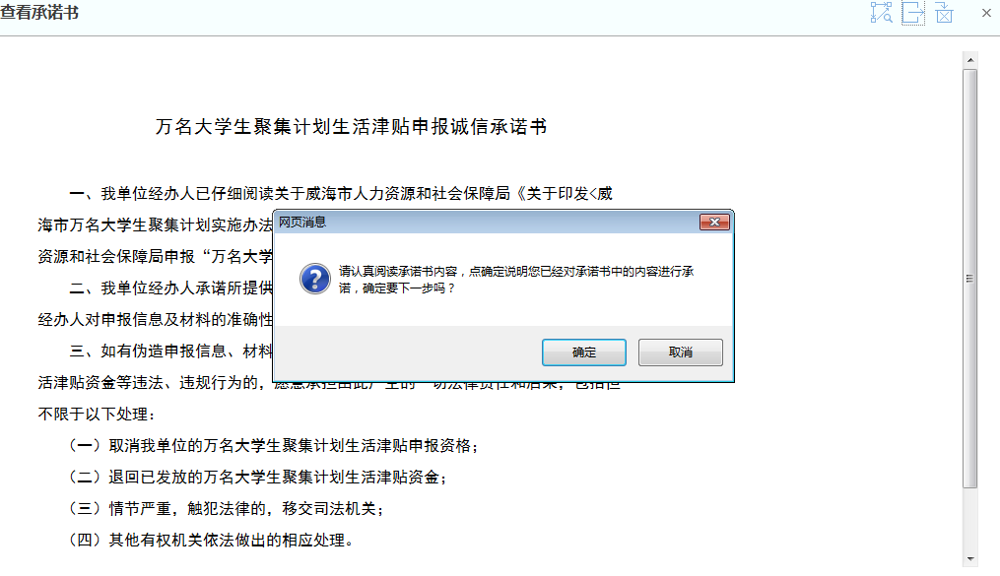 查看承诺书
万名大学生聚集计划生活津贴申报诚信承诺书
一、我单位经办人已仔细阅读关于威海市人力资源和社会保障局《关于印发<威
海市万名大学生聚集计划实施办法
资源和社会保障局申报“万名大学
二、我单位经办人承诺所提供
经办人对申报信息及材料的准确性
三、如有伪造申报信息、材料
活津贴资金等违法、违规行为的，愿意承担由此产生的一切法律责任和后果，包括但
不限于以下处理：
（一）取消我单位的万名大学生聚集计划生活津贴申报资格；
（二）退回已发放的万名大学生聚集计划生活津贴资金；
（三）情节严重，触犯法律的，移交司法机关；
（四）其他有权机关依法做出的相应处理。
网页消息
请认真阅读承诺书内容，点确定说明您已经对承诺书中的内容进行承
诺，确定要下一步吗？
确定
取消